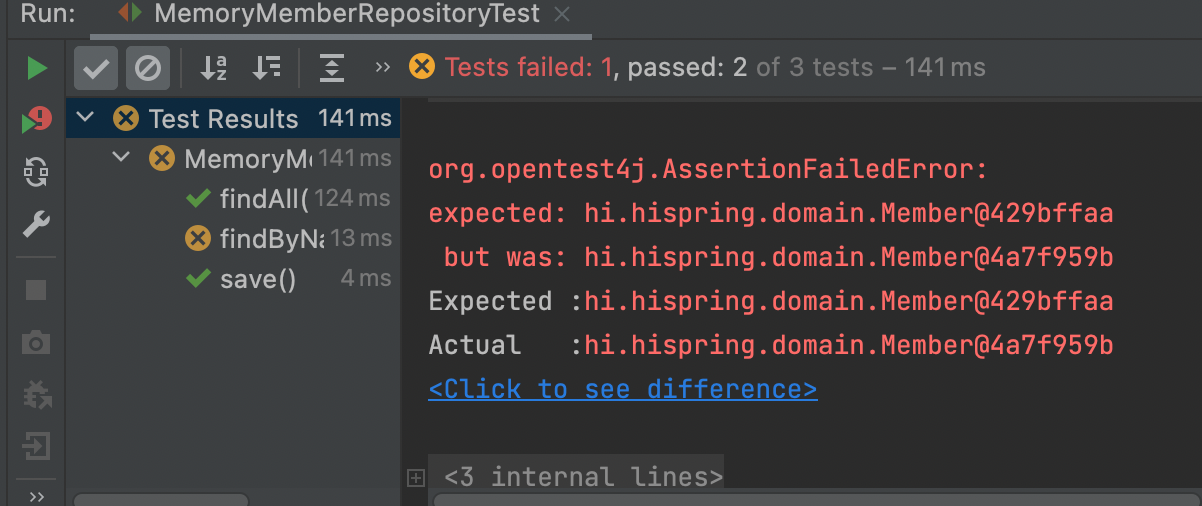 Run: MemoryMemberRepositoryTest
Tests failed: 1, passed: 2 of 3 tests – 141 ms
Test Results 141 ms
MemoryMe 141 ms
findAll( 124 ms
findByNa 13 ms
save() 4 ms
org.opentest4j.AssertionFailedError:
expected: hi.hispring.domain.Member@429bffaa
but was: hi.hispring.domain.Member@4a7f959b
Expected :hi.hispring.domain.Member@429bffaa
Actual :hi.hispring.domain.Member@4a7f959b
<Click to see difference>
<3 internal lines>